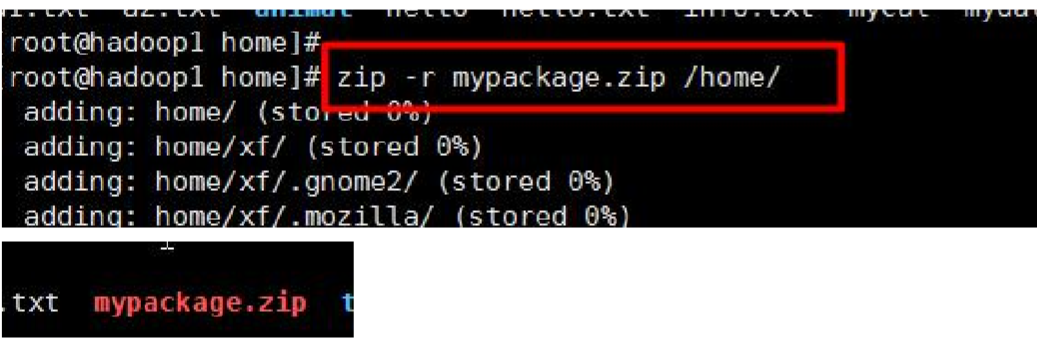 [root@hadoop1 home]#
[root@hadoop1 home]# zip -r mypackage.zip /home/
adding: home/ (stored 0%)
adding: home/xf/ (stored 0%)
adding: home/xf/.gnome2/ (stored 0%)
adding: home/xf/.mozilla/ (stored 0%)
.txt mypackage.zip t